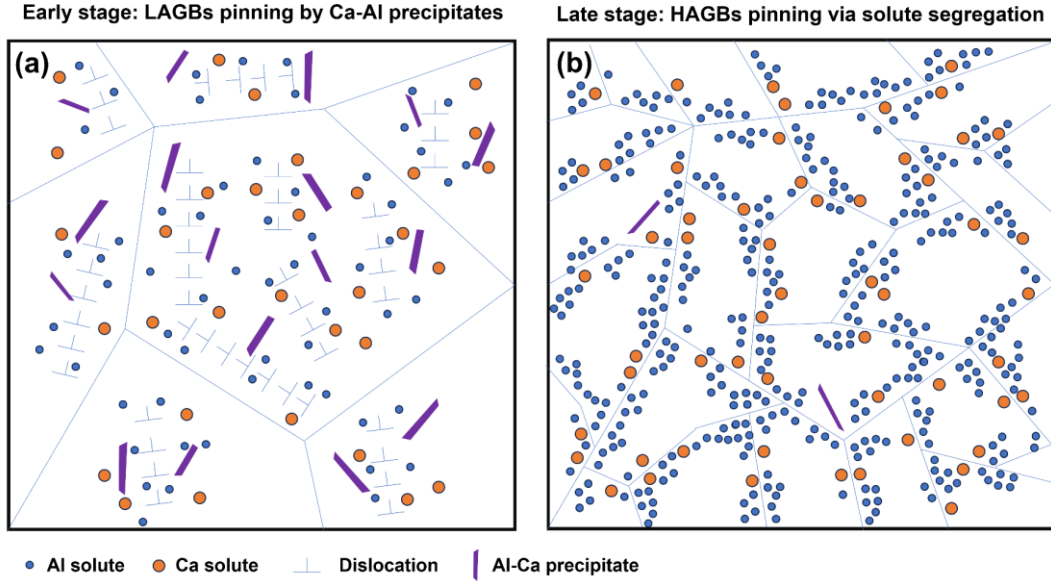 Early stage: LAGBs pinning by Ca-Al precipitates
Late stage: HAGBs pinning via solute segregation
(a)
(b)
Al solute
Ca solute
Dislocation
Al-Ca precipitate